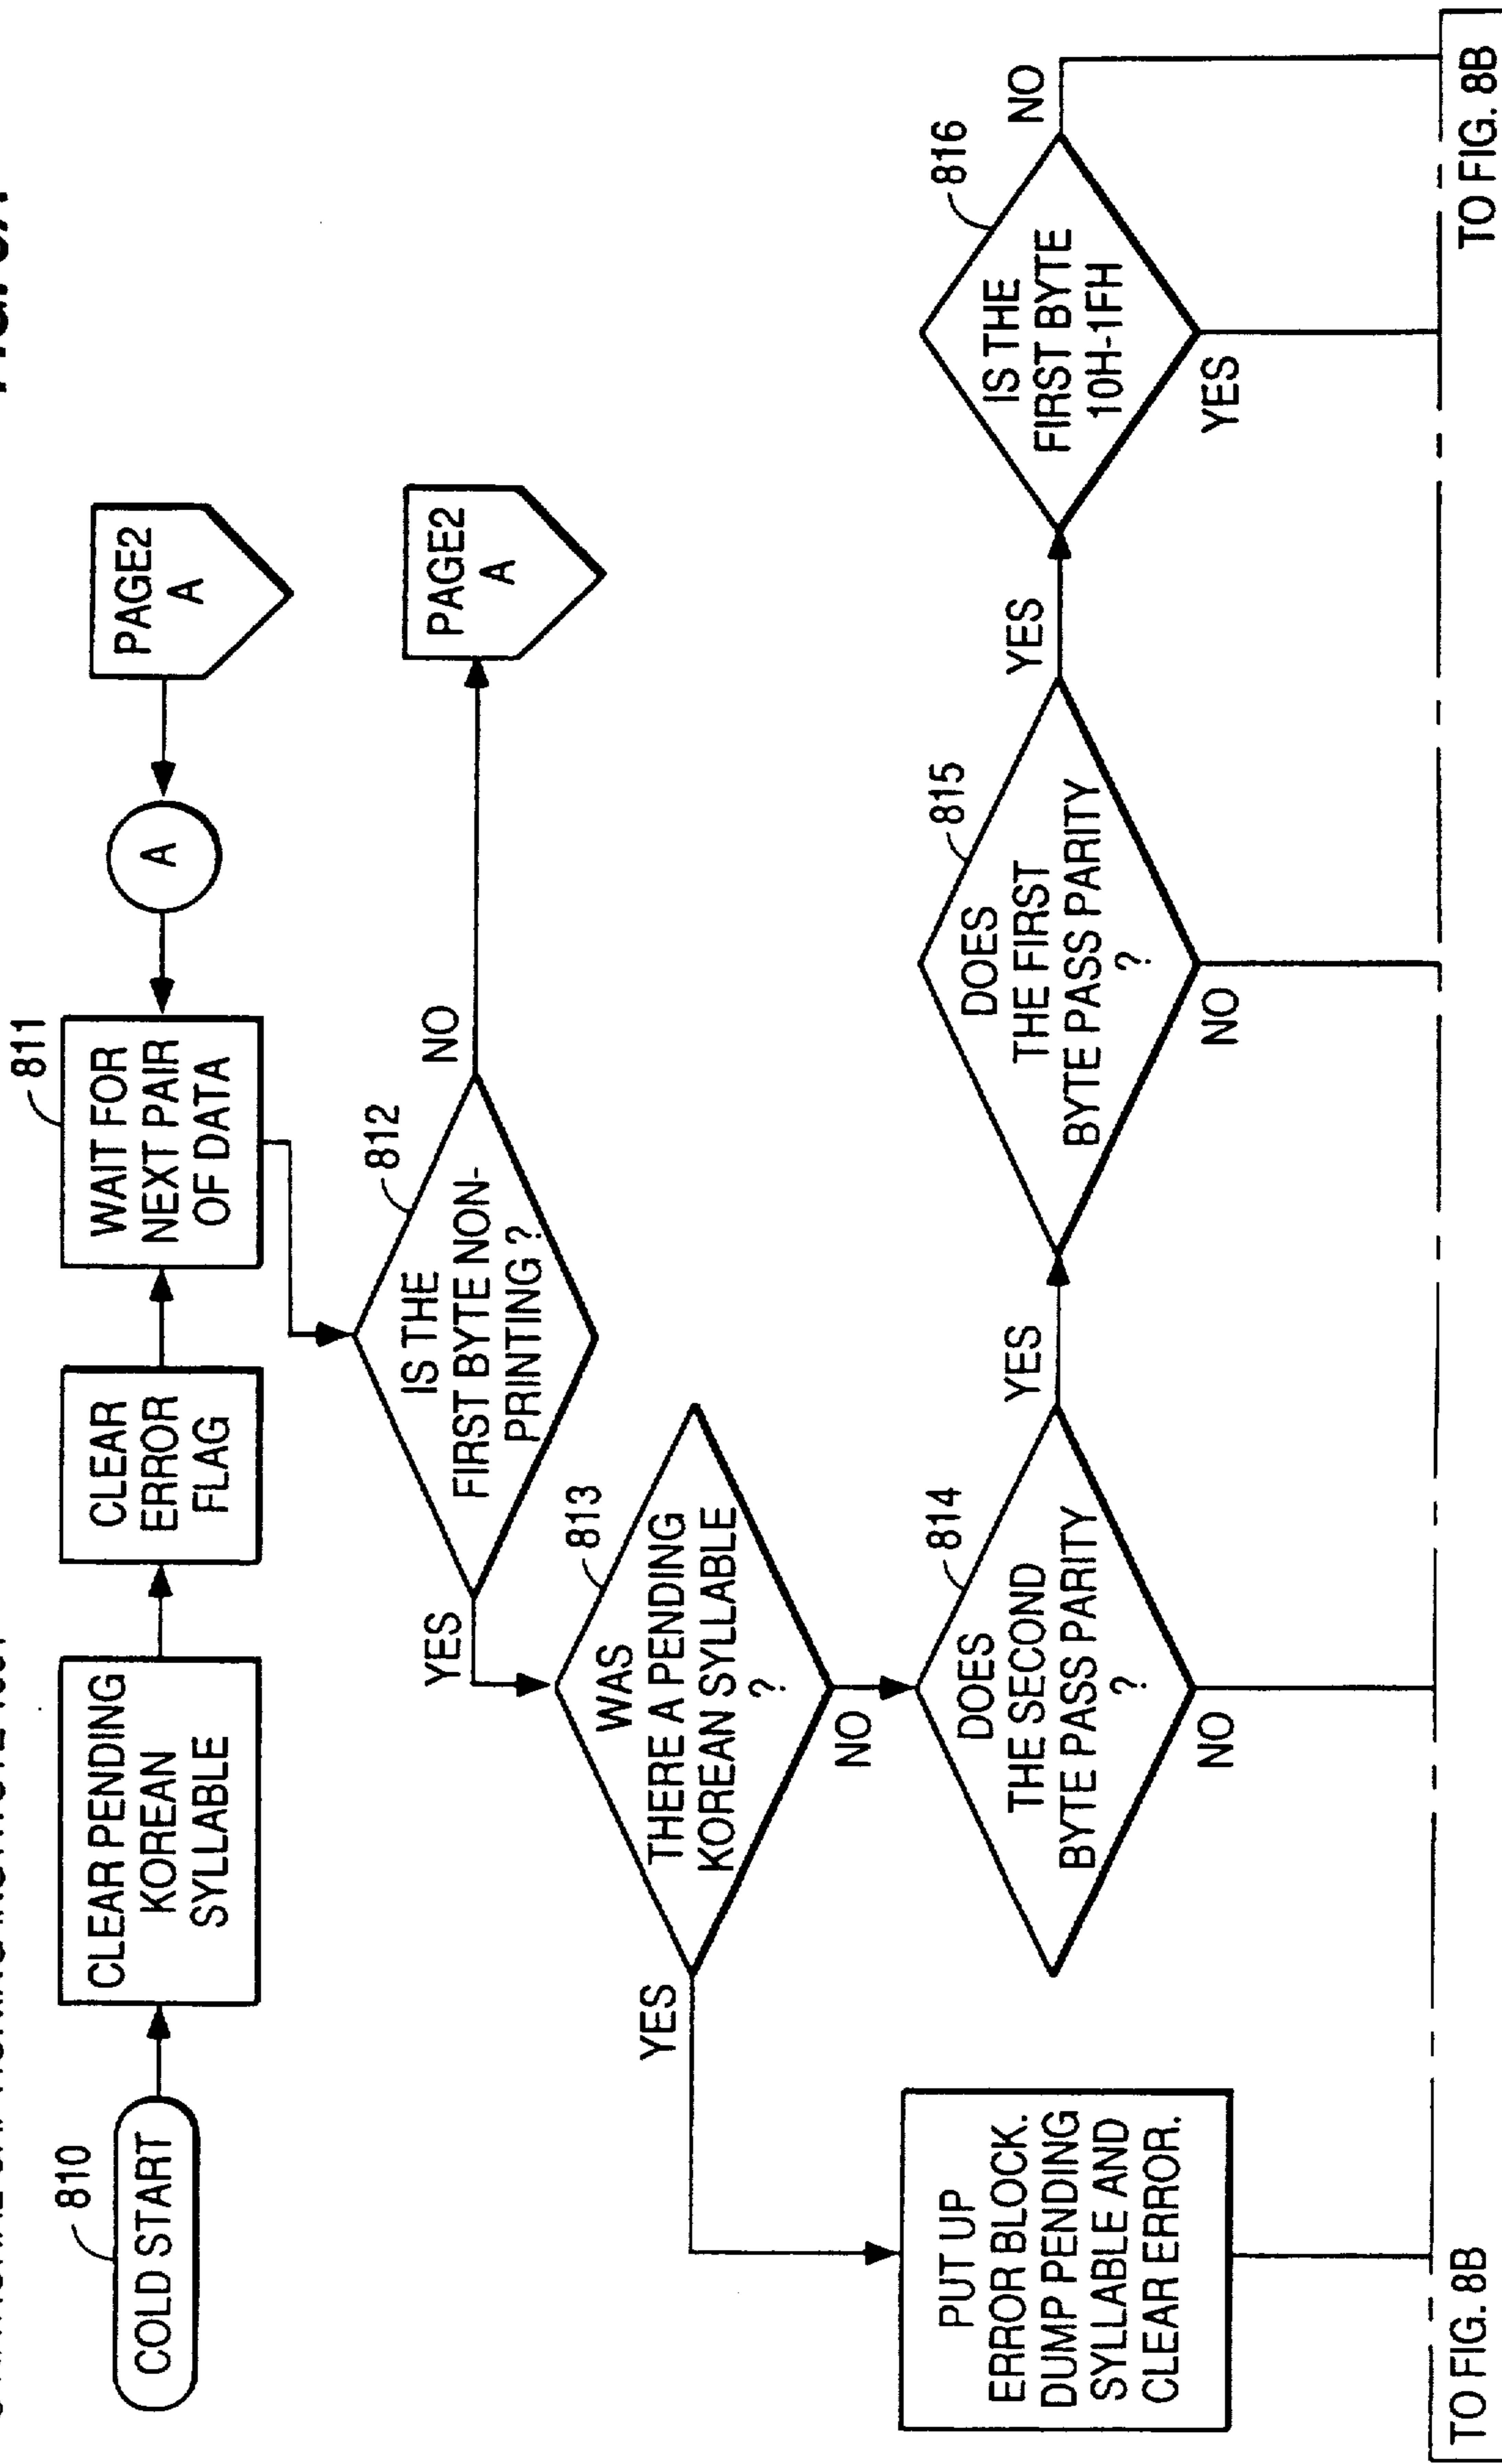 810
COLD START
CLEAR PENDING
KOREAN
SYLLABLE
CLEAR
ERROR
FLAG
811
WAIT FOR
NEXT PAIR
OF DATA
A
PAGE2
A
812
IS THE
FIRST BYTE NON-
PRINTING ?
NO
PAGE2
A
YES
813
WAS
THERE A PENDING
KOREAN SYLLABLE
?
YES
NO
PUT UP
ERROR BLOCK.
DUMP PENDING
SYLLABLE AND
CLEAR ERROR.
814
DOES
THE SECOND
BYTE PASS PARITY
?
YES
NO
815
DOES
THE FIRST
BYTE PASS PARITY
?
YES
NO
816
IS THE
FIRST BYTE
10H-1FH
NO
YES
TO FIG. 8B
TO FIG. 8B